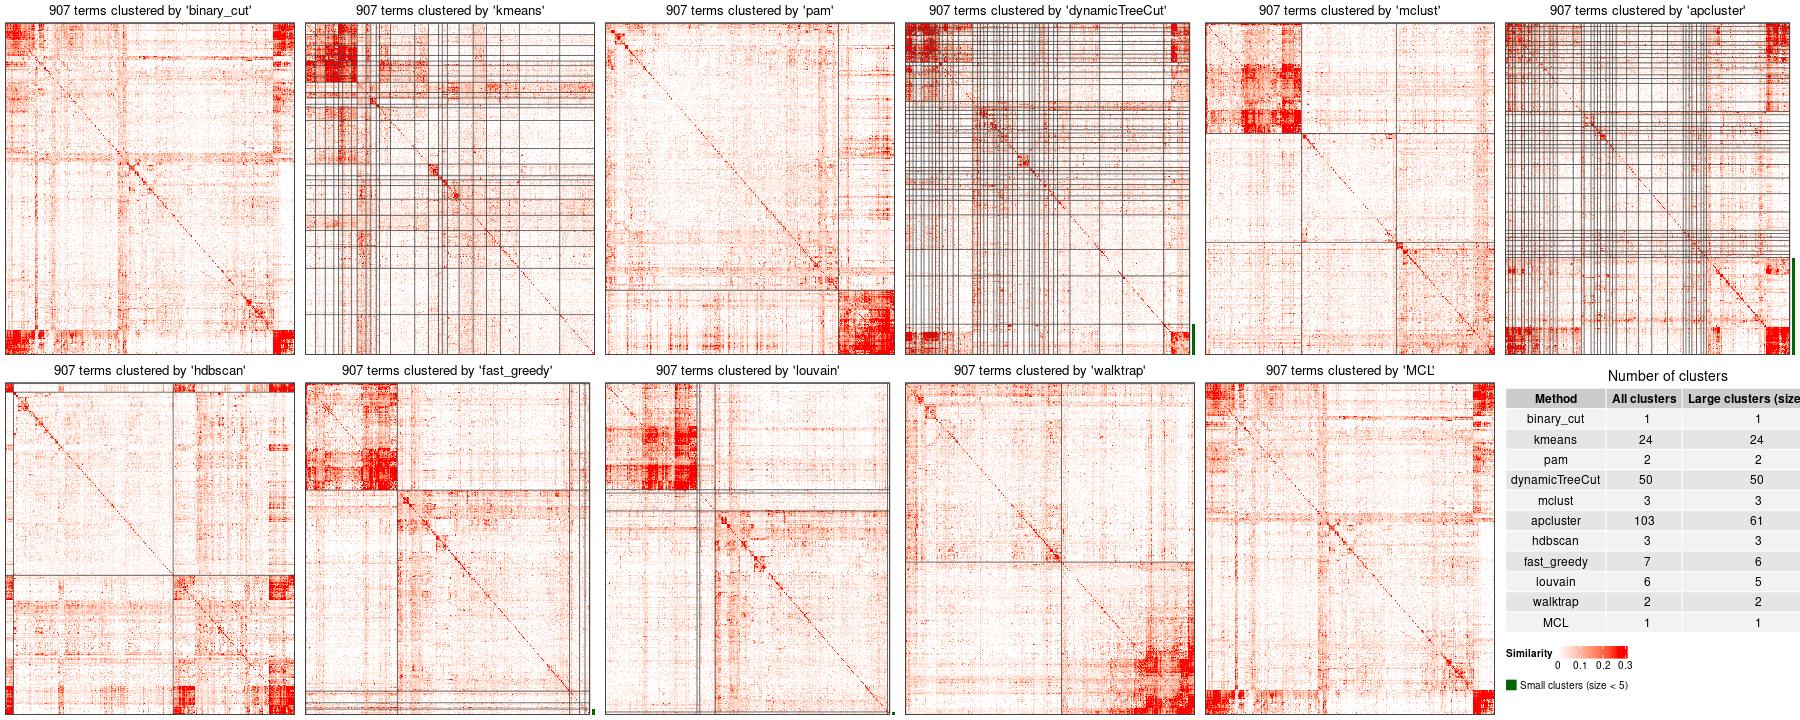 907 terms clustered by 'binary_cut'
907 terms clustered by 'kmeans'
907 terms clustered by 'pam'
907 terms clustered by 'dynamicTreeCut'
907 terms clustered by 'mclust'
907 terms clustered by 'apcluster'
907 terms clustered by 'hdbscan'
907 terms clustered by 'fast_greedy'
907 terms clustered by 'louvain'
907 terms clustered by 'walktrap'
907 terms clustered by 'MCL'
Number of clusters
Method All clusters Large clusters (size
binary_cut 1 1
kmeans 24 24
pam 2 2
dynamicTreeCut 50 50
mclust 3 3
apcluster 103 61
hdbscan 3 3
fast_greedy 7 6
louvain 6 5
walktrap 2 2
MCL 1 1
Similarity
0 0.1 0.2 0.3
Small clusters (size < 5)